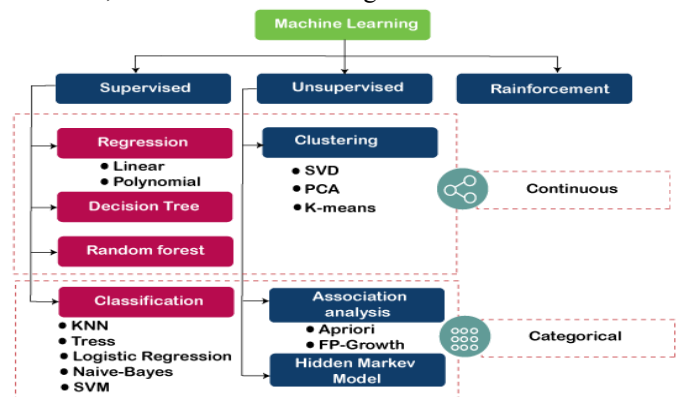 Machine Learning
Supervised
Unsupervised
Rainforcement
Regression
● Linear
● Polynomial
Decision Tree
Random forest
Clustering
● SVD
● PCA
● K-means
Continuous
Classification
● KNN
● Tress
● Logistic Regression
● Naive-Bayes
● SVM
Association
analysis
● Apriori
● FP-Growth
Hidden Markev
Model
Categorical